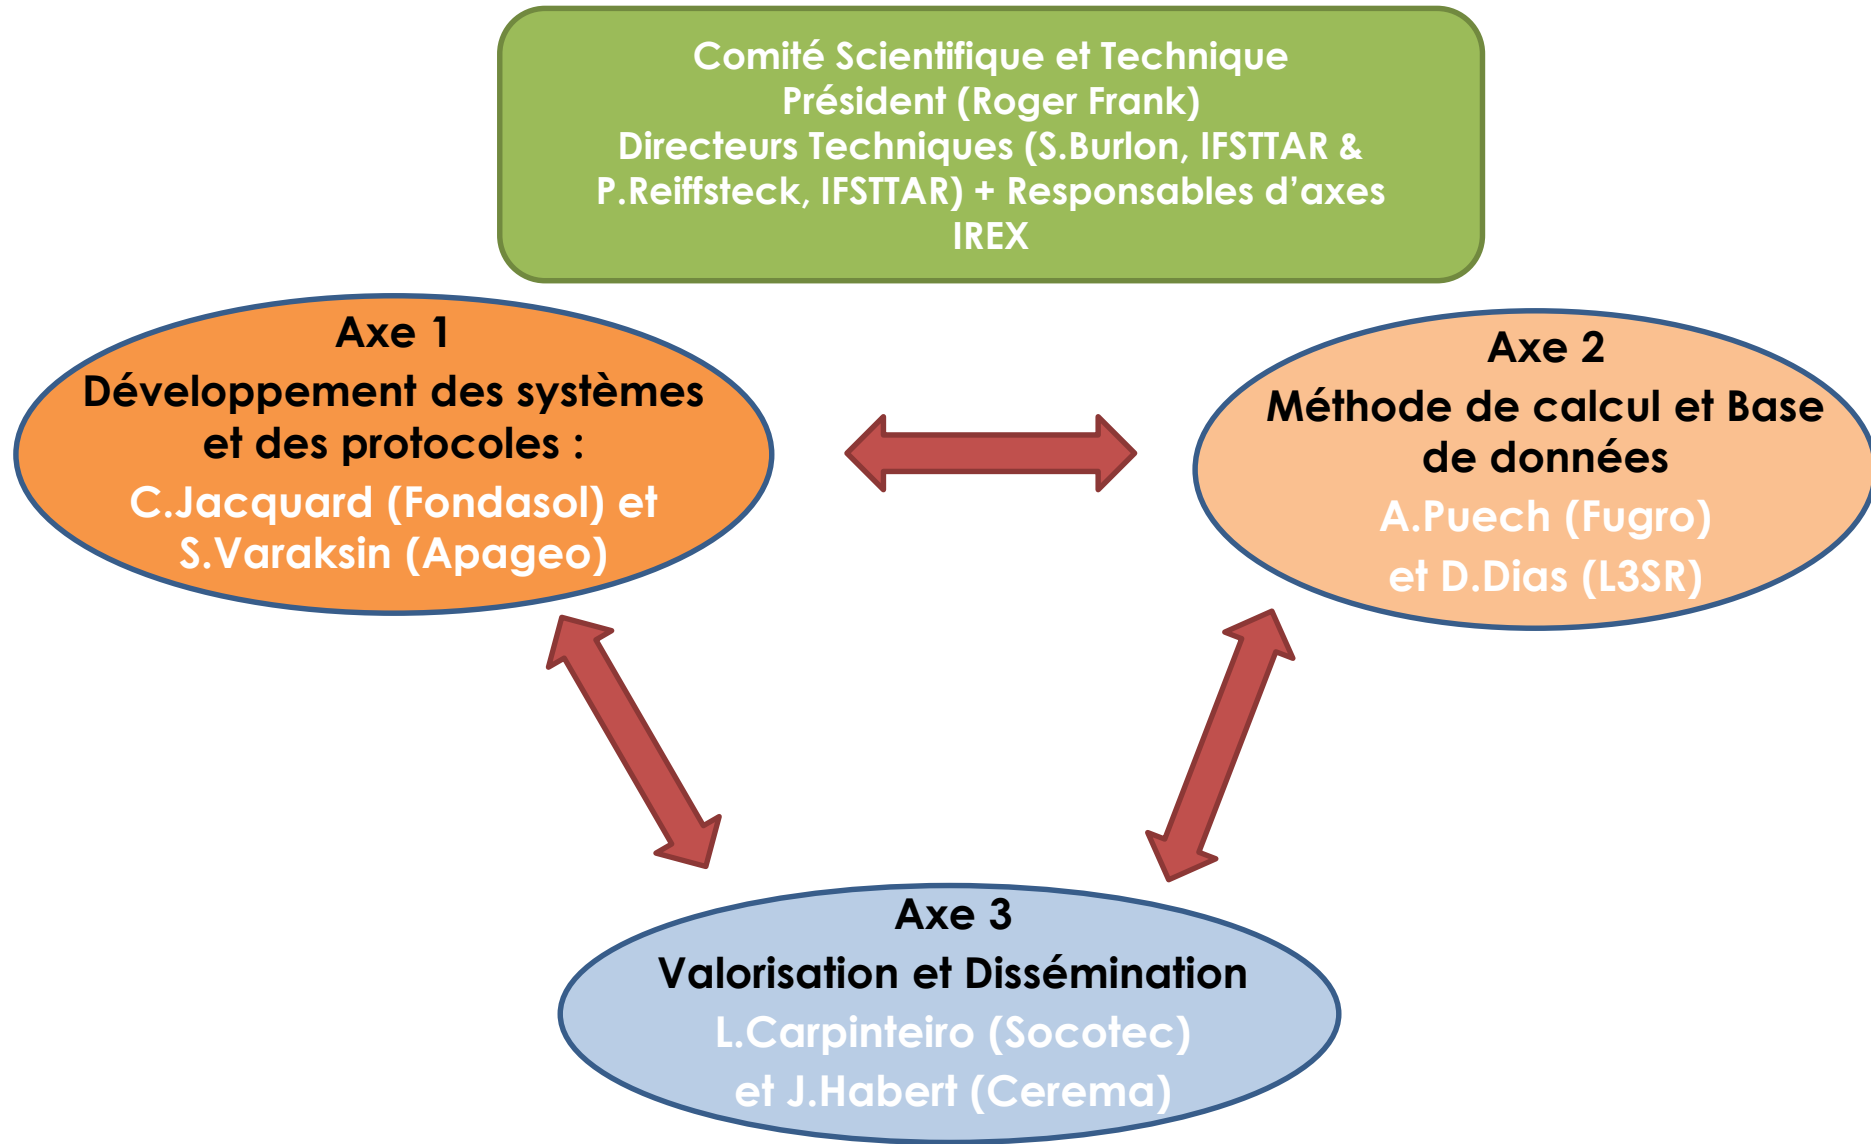 Comité Scientifique et Technique
Président (Roger Frank)
Directeurs Techniques (S.Burlon, IFSTTAR &
P.Reiffsteck, IFSTTAR) + Responsables d’axes
IREX
Axe 1
Développement des systèmes
et des protocoles :
C.Jacquard (Fondasol) et
S.Varaksin (Apageo)
Axe 2
Méthode de calcul et Base
de données
A.Puech (Fugro)
et D.Dias (L3SR)
Axe 3
Valorisation et Dissémination
L.Carpinteiro (Socotec)
et J.Habert (Cerema)